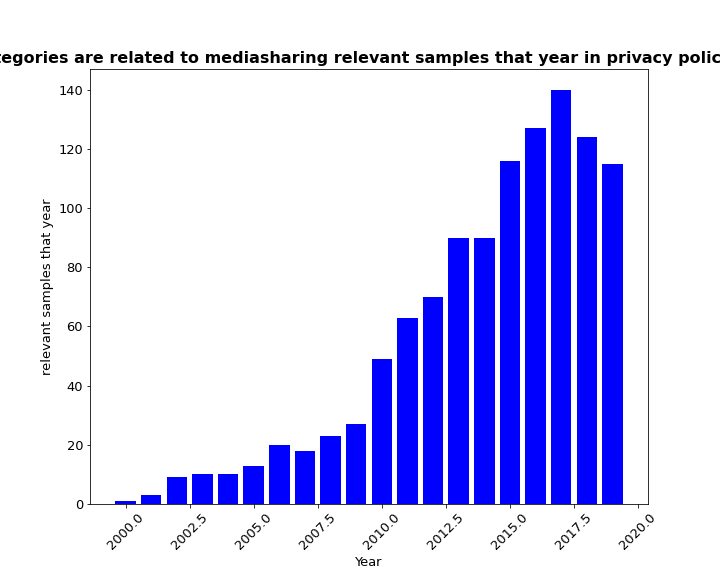 tegories are related to mediasharing relevant samples that year in privacy polic
140
120
100
80
60
40
20
0
relevant samples that year
2000.0 2002.5 2005.0 2007.5 2010.0 2012.5 2015.0 2017.5 2020.0
Year